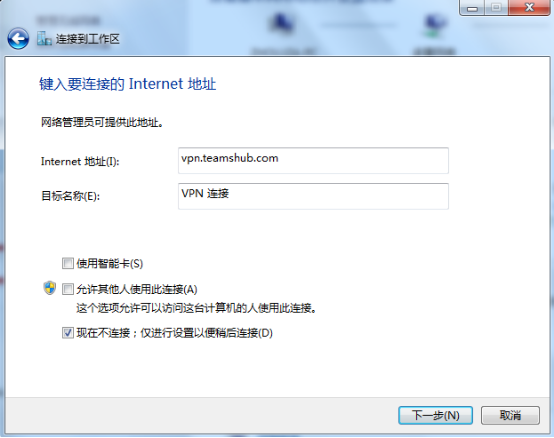 连接到工作区
键入要连接的 Internet 地址
网络管理员可提供此地址。
Internet 地址(I):
vpn.teamshub.com
目标名称(E):
VPN 连接
使用智能卡(S)
允许其他人使用此连接(A)
这个选项允许可以访问这台计算机的人使用此连接。
现在不连接；仅进行设置以便稍后连接(D)
下一步(N)
取消